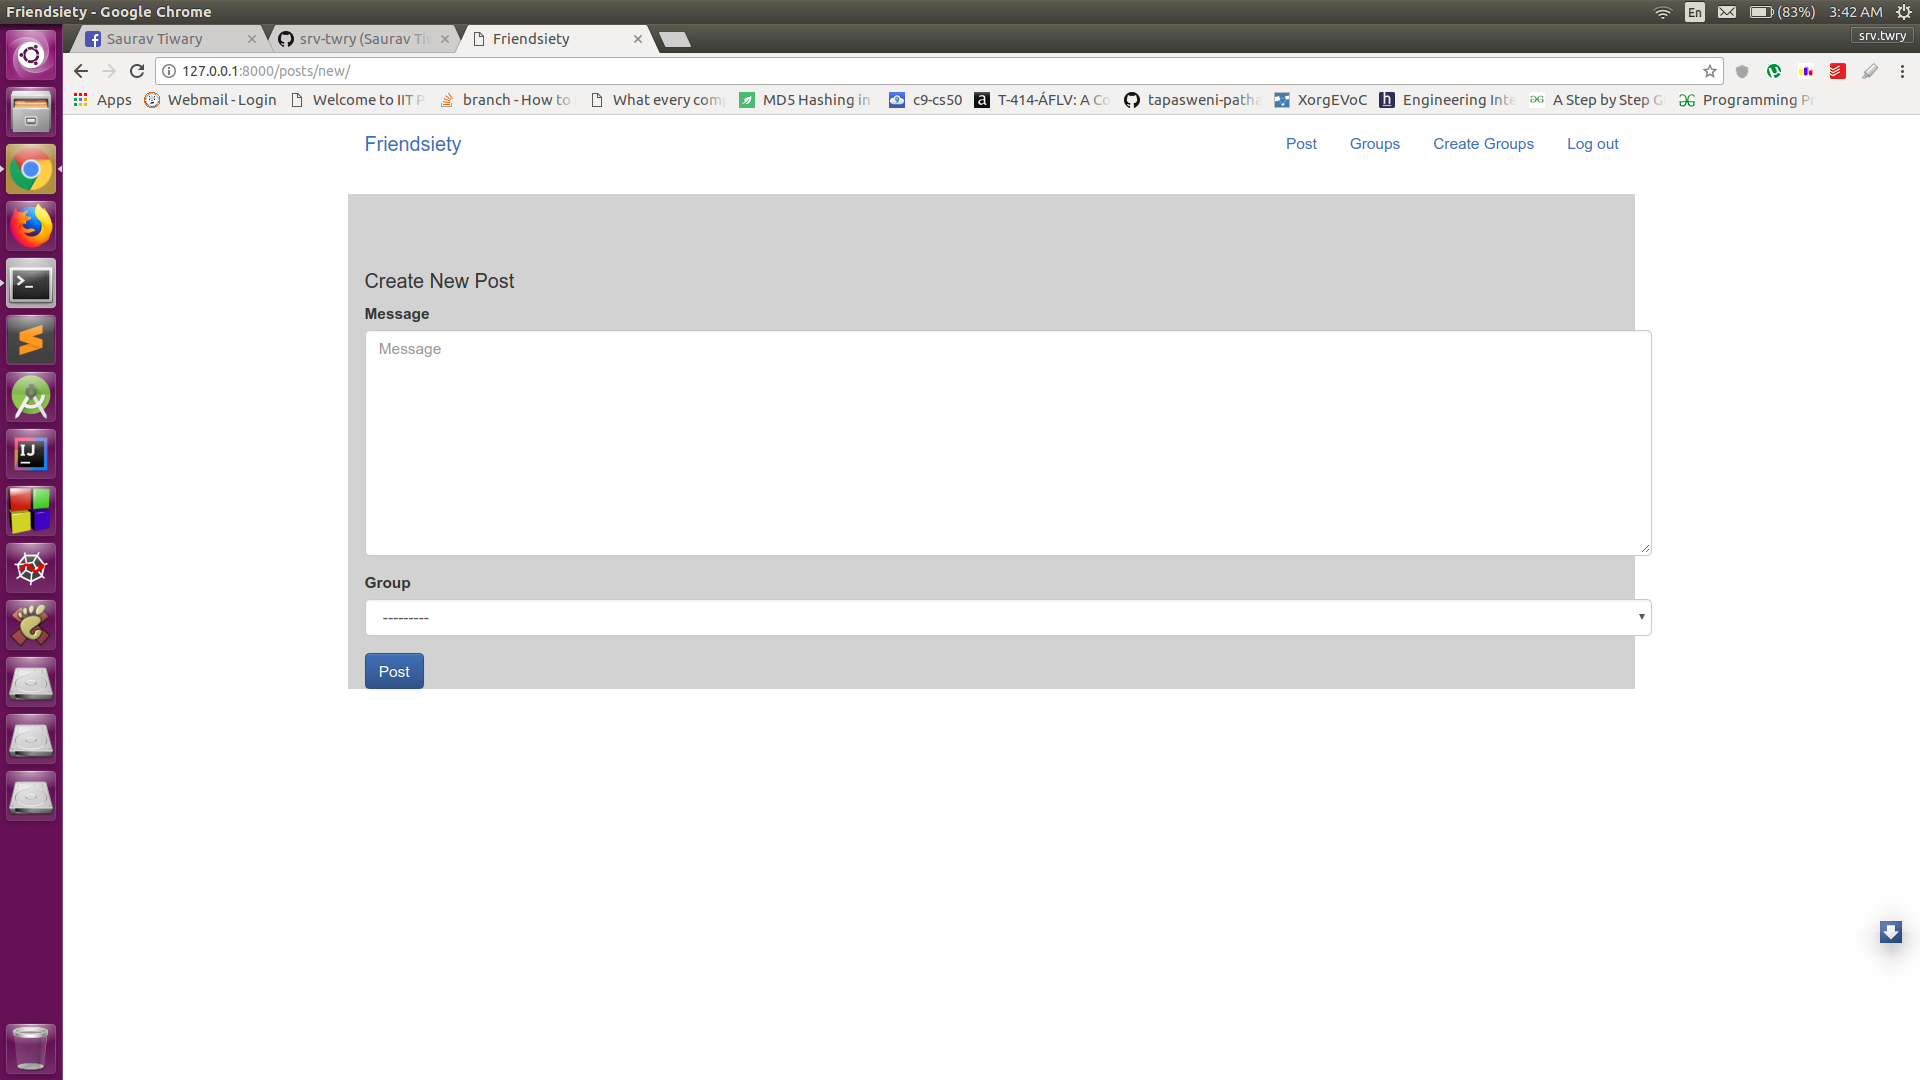 Friendsiety - Google Chrome
En
(83%)
3:42 AM
Saurav Tiwary
srv-twry (Saurav Tiw
Friendsiety
srv.twry
127.0.0.1:8000/posts/new/
Apps
Webmail - Login
Welcome to IIT P
branch - How to
What every com
MD5 Hashing in
c9-cs50
T-414-ÁFLV: A Co
tapasweni-patha
XorgEVoC
Engineering Inte
A Step by Step G
Programming Pr
Friendsiety
Post
Groups
Create Groups
Log out
Create New Post
Message
Message
Group
---------
Post
IJ